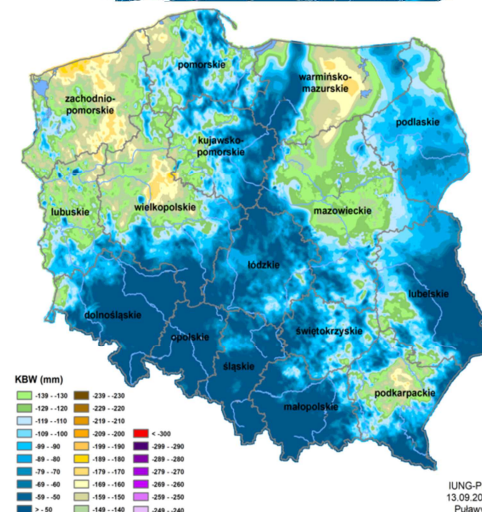 pomorskie
warmińsko-
mazurskie
zachodnio-
pomorskie
podlaskie
kujawsko-
pomorskie
lubuskie
wielkopolskie
mazowieckie
łódzkie
lubelskie
dolnośląskie
opolskie
świętokrzyskie
śląskie
podkarpackie
małopolskie
KBW (mm)
-139 - -130 -239 - -230
-129 - -120 -229 - -220
-119 - -110 -219 - -210
-109 - -100 -209 - -200 < -300
-99 - -90 -199 - -190 -299 - -290
-89 - -80 -189 - -180 -289 - -280
-79 - -70 -179 - -170 -279 - -270
-69 - -60 -169 - -160 -269 - -260
-59 - -50 -159 - -150 -259 - -250
> - 50 -149 - -140 -249 - -240
IUNG-P
13.09.20
Puławy